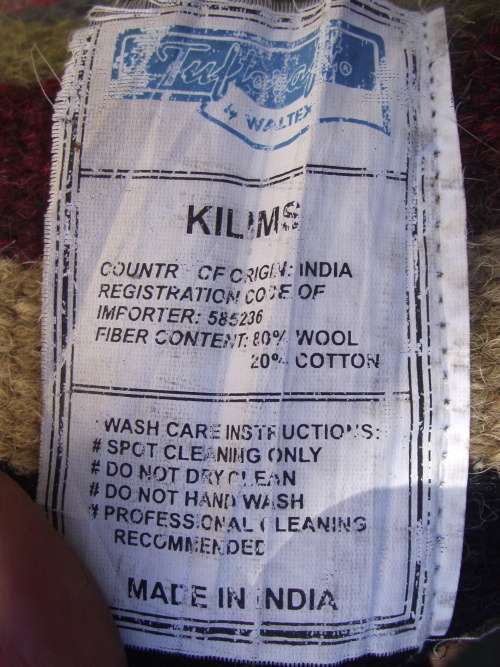 Tuftcraft®
by WALTEX
KILIMS
COUNTRY OF ORIGIN: INDIA
REGISTRATION CODE OF
IMPORTER: 585236
FIBER CONTENT: 80% WOOL
20% COTTON
WASH CARE INSTRUCTIONS:
# SPOT CLEANING ONLY
# DO NOT DRY CLEAN
# DO NOT HAND WASH
# PROFESSIONAL CLEANING
RECOMMENDED
MADE IN INDIA